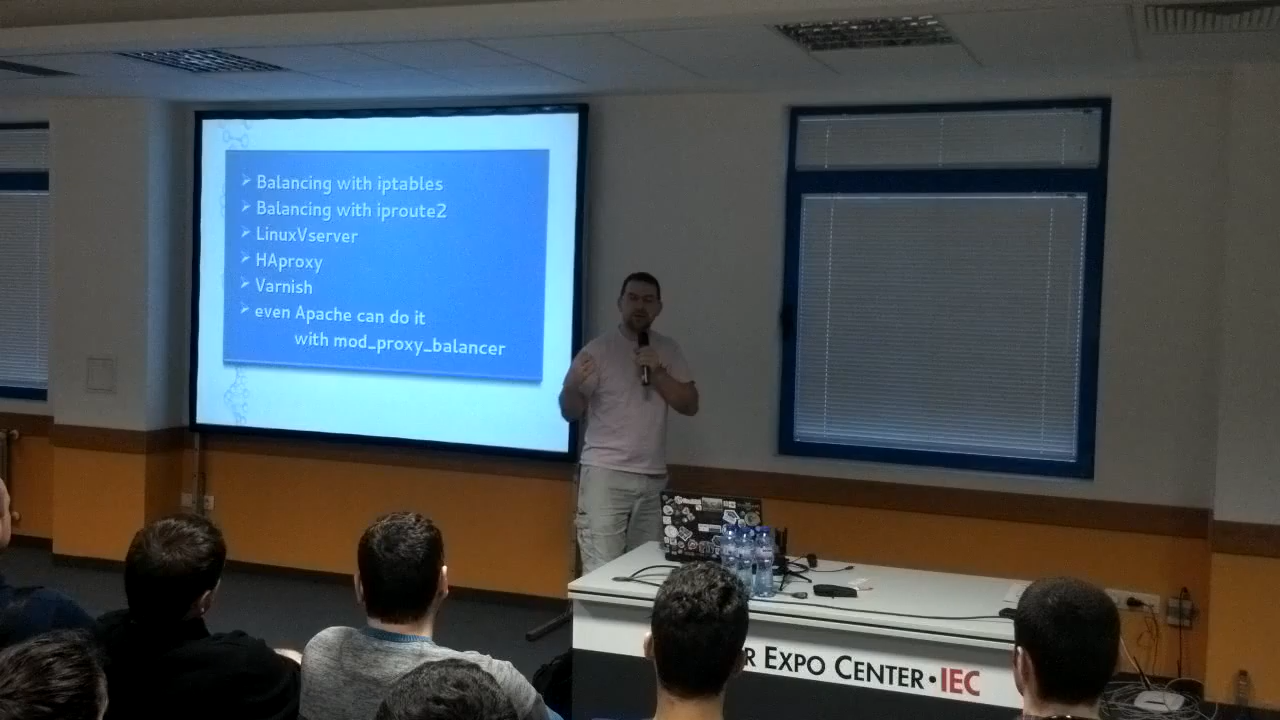 Balancing with iptables
Balancing with iproute2
LinuxVserver
HAproxy
Varnish
even Apache can do it
with mod_proxy_balancer
R EXPO CENTER • IEC